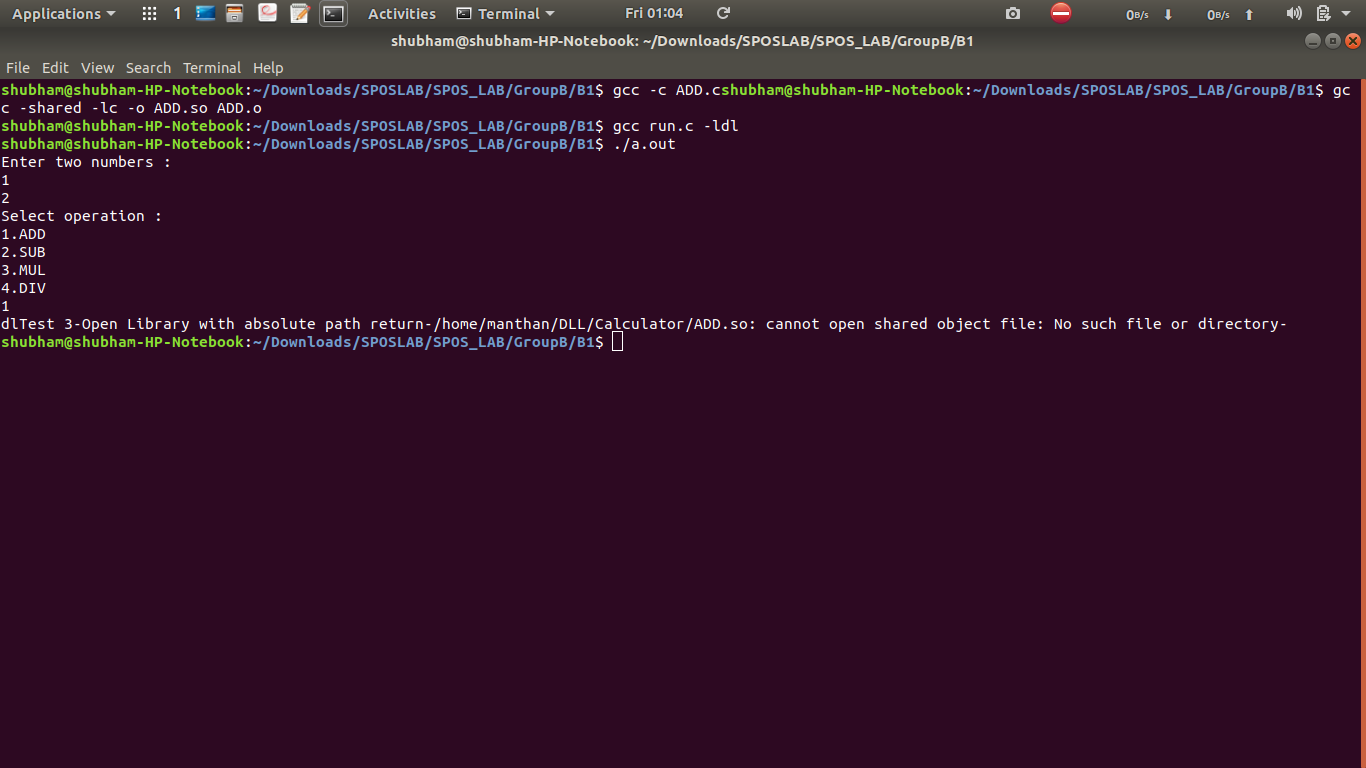 Applications 1 Activities Terminal Fri 01:04 0B/s 0B/s
shubham@shubham-HP-Notebook: ~/Downloads/SPOSLAB/SPOS_LAB/GroupB/B1
File Edit View Search Terminal Help
shubham@shubham-HP-Notebook:~/Downloads/SPOSLAB/SPOS_LAB/GroupB/B1$ gcc -c ADD.cshubham@shubham-HP-Notebook:~/Downloads/SPOSLAB/SPOS_LAB/GroupB/B1$ gc
c -shared -lc -o ADD.so ADD.o
shubham@shubham-HP-Notebook:~/Downloads/SPOSLAB/SPOS_LAB/GroupB/B1$ gcc run.c -ldl
shubham@shubham-HP-Notebook:~/Downloads/SPOSLAB/SPOS_LAB/GroupB/B1$ ./a.out
Enter two numbers :
1
2
Select operation :
1.ADD
2.SUB
3.MUL
4.DIV
1
dlTest 3-Open Library with absolute path return-/home/manthan/DLL/Calculator/ADD.so: cannot open shared object file: No such file or directory-
shubham@shubham-HP-Notebook:~/Downloads/SPOSLAB/SPOS_LAB/GroupB/B1$